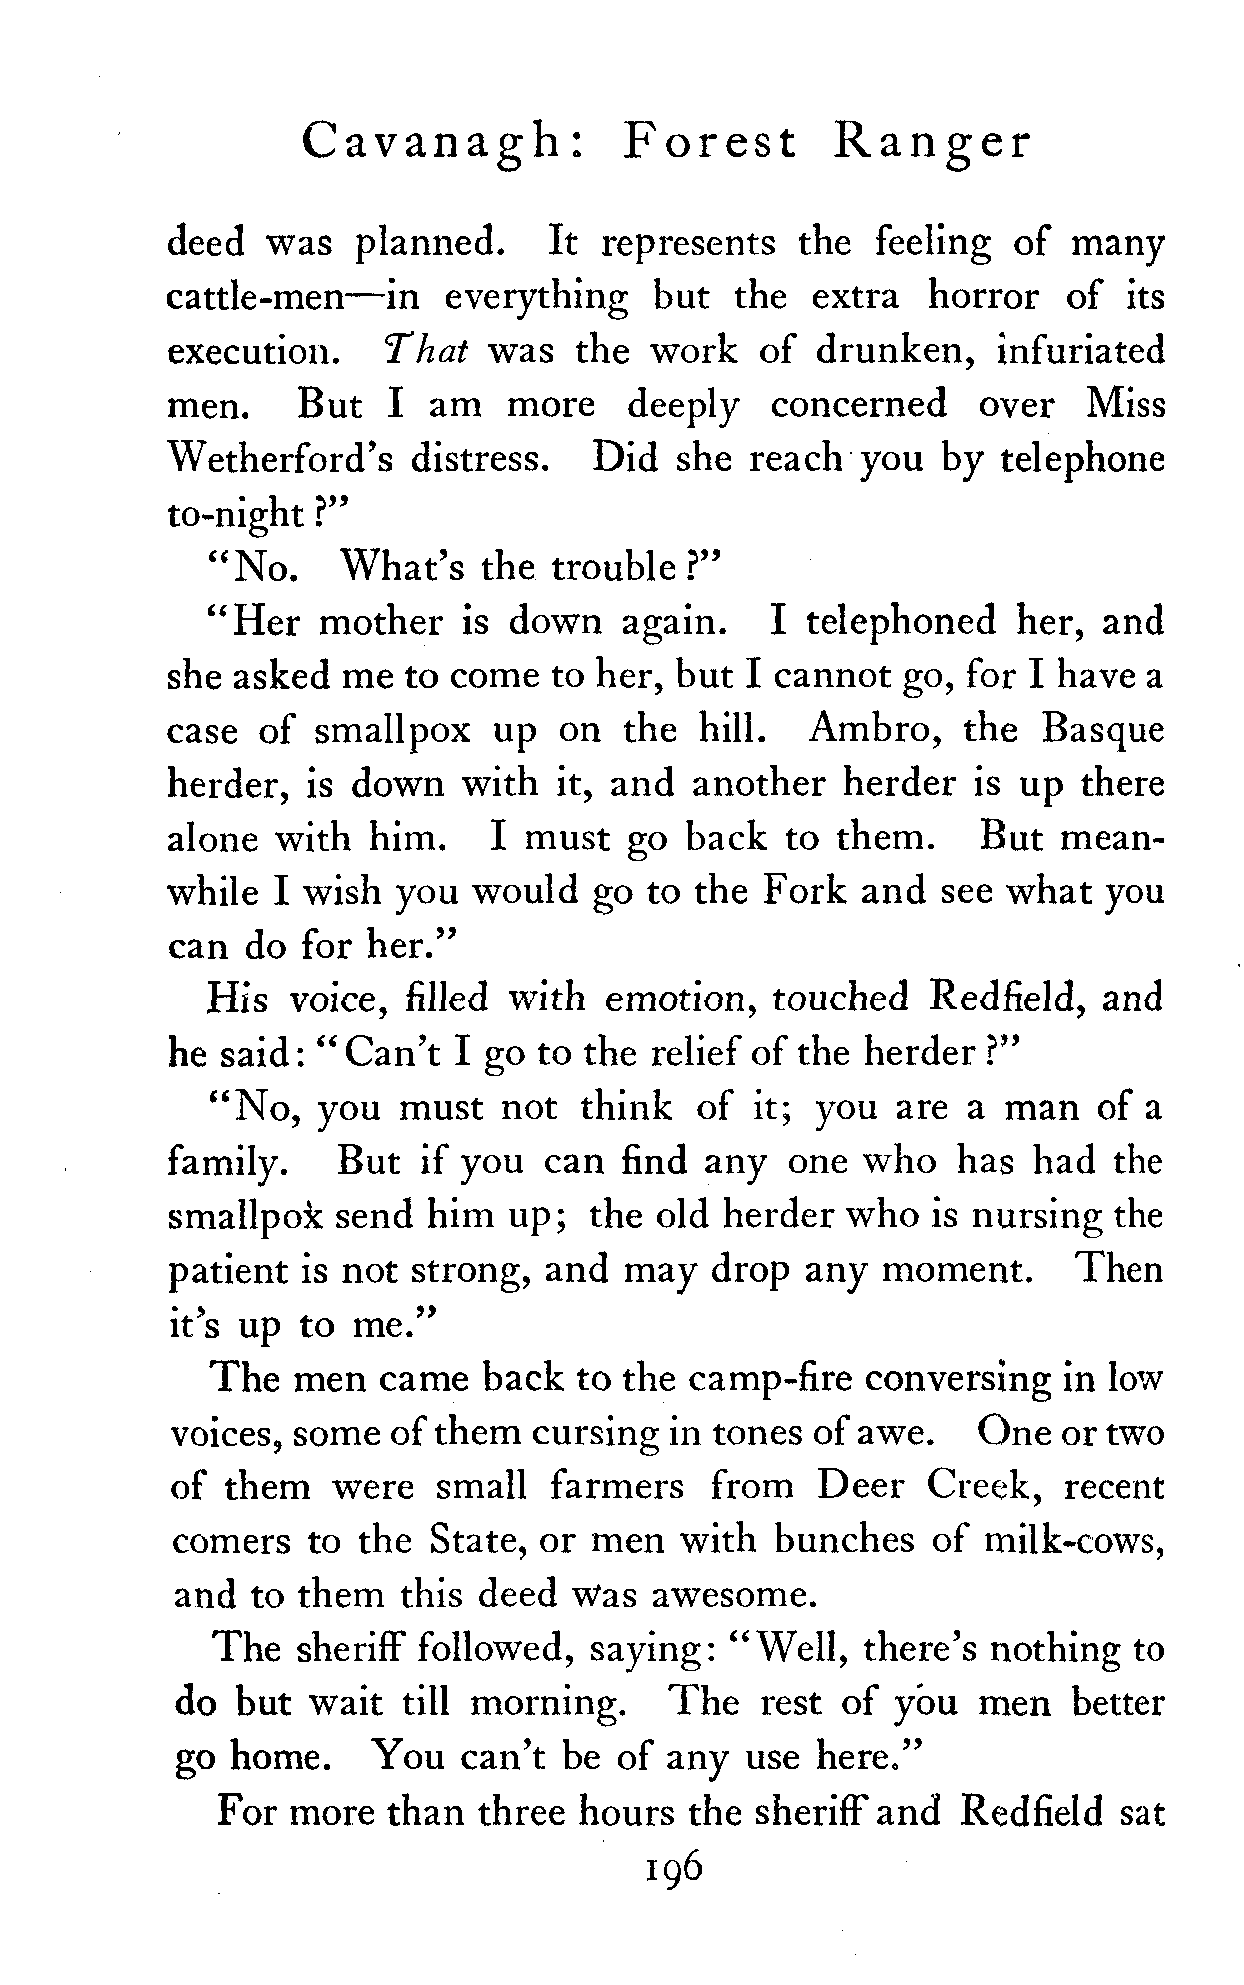 Cavanagh: Forest Ranger
deed was planned. It represents the feeling of many
cattle-men—in everything but the extra horror of its
execution. That was the work of drunken, infuriated
men. But I am more deeply concerned over Miss
Wetherford's distress. Did she reach you by telephone
to-night?"
"No. What's the trouble?"
"Her mother is down again. I telephoned her, and
she asked me to come to her, but I cannot go, for I have a
case of smallpox up on the hill. Ambro, the Basque
herder, is down with it, and another herder is up there
alone with him. I must go back to them. But mean-
while I wish you would go to the Fork and see what you
can do for her."
His voice, filled with emotion, touched Redfield, and
he said: "Can't I go to the relief of the herder?"
"No, you must not think of it; you are a man of a
family. But if you can find any one who has had the
smallpox send him up; the old herder who is nursing the
patient is not strong, and may drop any moment. Then
it's up to me."
The men came back to the camp-fire conversing in low
voices, some of them cursing in tones of awe. One or two
of them were small farmers from Deer Creek, recent
comers to the State, or men with bunches of milk-cows,
and to them this deed was awesome.
The sheriff followed, saying: "Well, there's nothing to
do but wait till morning. The rest of you men better
go home. You can't be of any use here."
For more than three hours the sheriff and Redfield sat
196